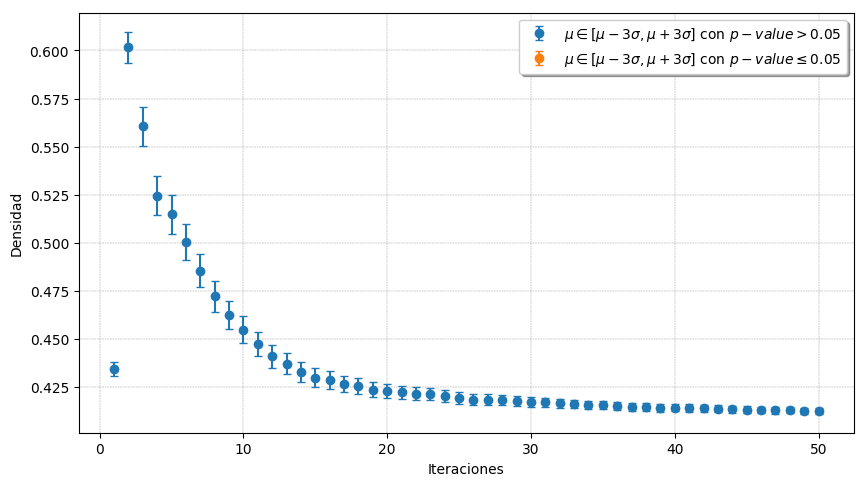 μ ∈ [μ − 3σ, μ + 3σ] con p − value > 0.05
μ ∈ [μ − 3σ, μ + 3σ] con p − value ≤ 0.05
0.600
0.575
0.550
0.525
0.500
0.475
0.450
0.425
Densidad
0 10 20 30 40 50
Iteraciones